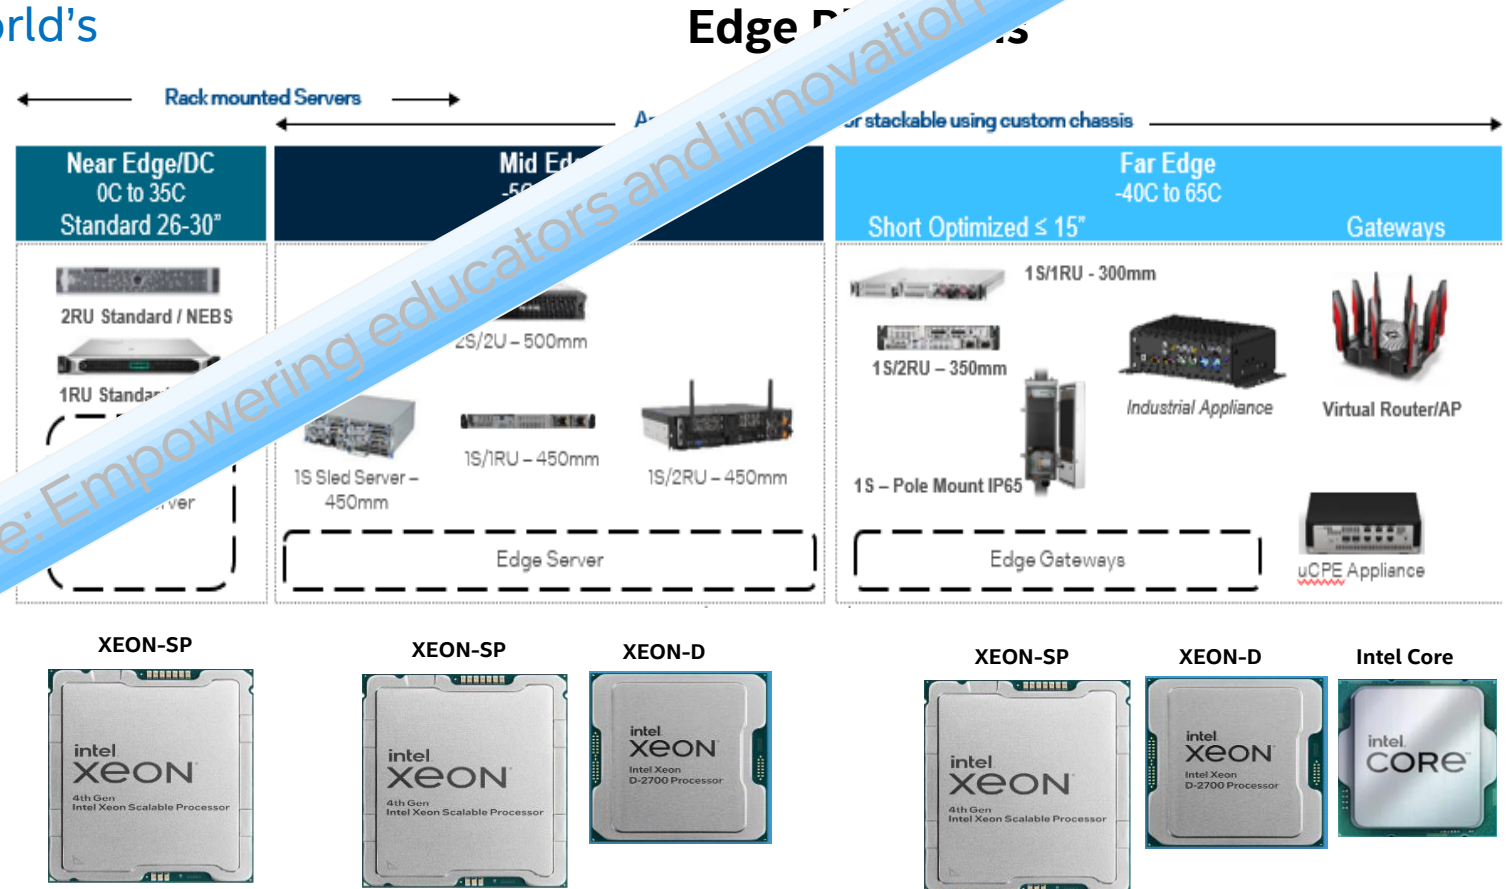 orld's
Edge
Rack mounted Servers
or stackable using custom chassis
Near Edge/DC
0C to 35C
Standard 26-30”
Mid
Far Edge
-40C to 65C
Short Optimized ≤ 15”
Gateways
e: Empowering educators and innovation
2RU Standard / NEBS
1RU
2S/2U – 500mm
1S Sled Server –
450mm
1S/1RU – 450mm
1S/2RU – 450mm
Edge Server
1S/1RU - 300mm
1S/2RU – 350mm
1S – Pole Mount IP65
Industrial Appliance
Virtual Router/AP
Edge Gateways
uCPE Appliance
XEON-SP
intel
XEON
4th Gen
Intel Xeon Scalable Processor
XEON-SP
intel
XEON
4th Gen
Intel Xeon Scalable Processor
XEON-D
intel
XEON
Intel Xeon
D-2700 Processor
XEON-SP
intel
XEON
4th Gen
Intel Xeon Scalable Processor
XEON-D
intel
XEON
Intel Xeon
D-2700 Processor
Intel Core
intel
CORE